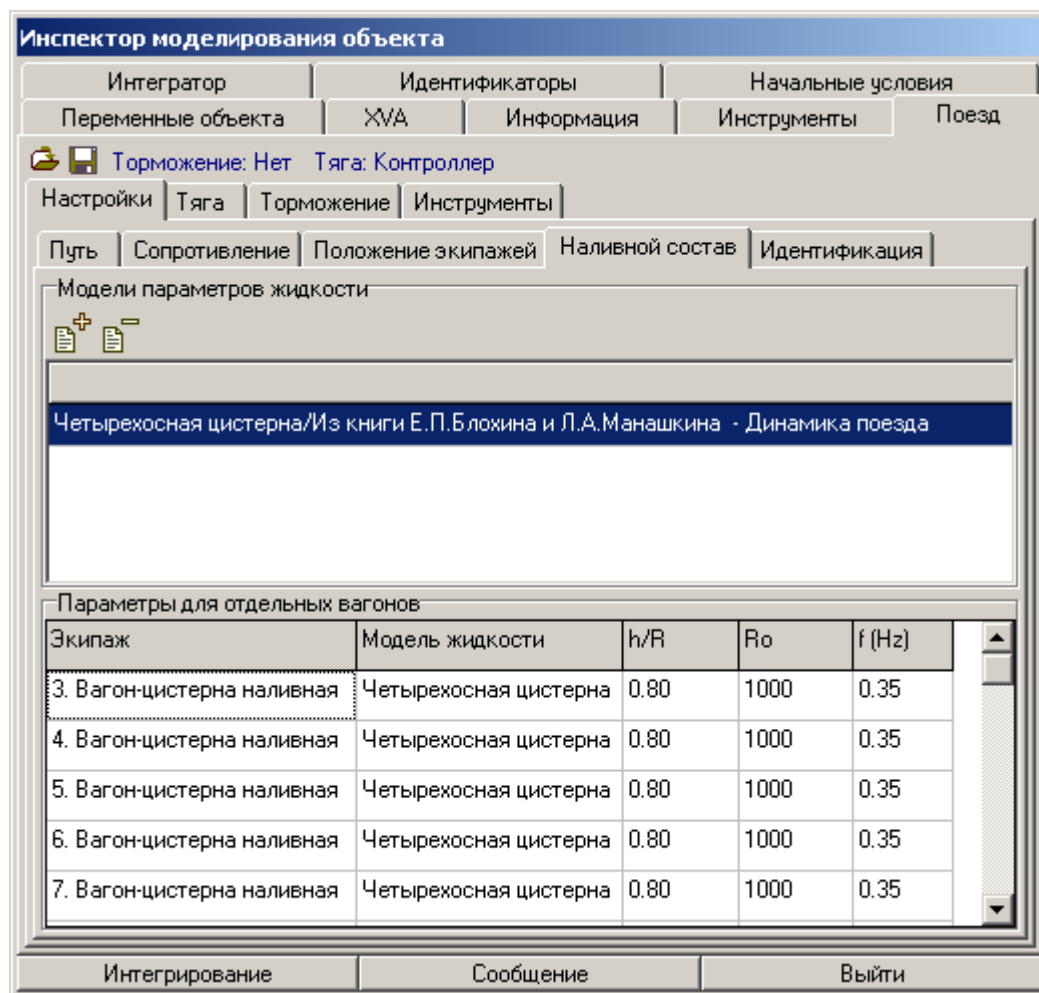 Инспектор моделирования объекта
Интегратор Идентификаторы Начальные условия
Переменные объекта XVA Информация Инструменты Поезд
Торможение: Нет Тяга: Контроллер
Настройки Тяга Торможение Инструменты
Путь Сопротивление Положение экипажей Наливной состав Идентификация
Модели параметров жидкости
Четырехосная цистерна/Из книги Е.П.Блохина и Л.А.Манашкина - Динамика поезда
Параметры для отдельных вагонов
Экипаж Модель жидкости h/R Ro f (Hz)
3. Вагон-цистерна наливная Четырехосная цистерна 0.80 1000 0.35
4. Вагон-цистерна наливная Четырехосная цистерна 0.80 1000 0.35
5. Вагон-цистерна наливная Четырехосная цистерна 0.80 1000 0.35
6. Вагон-цистерна наливная Четырехосная цистерна 0.80 1000 0.35
7. Вагон-цистерна наливная Четырехосная цистерна 0.80 1000 0.35
Интегрирование Сообщение Выйти